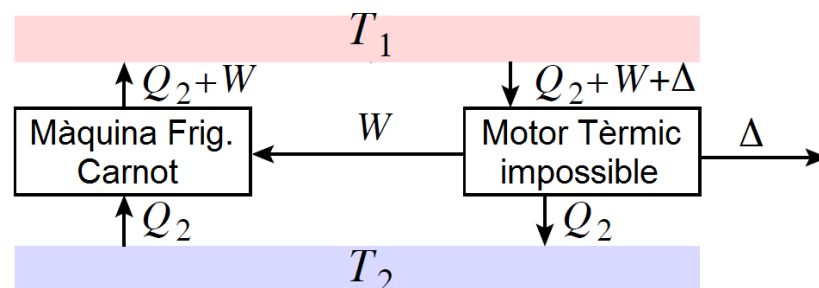 T₁
Q₂+W
Q₂+W+Δ
Màquina Frig.
Carnot
W
Motor Tèrmic
impossible
Δ
Q₂
Q₂
T₂